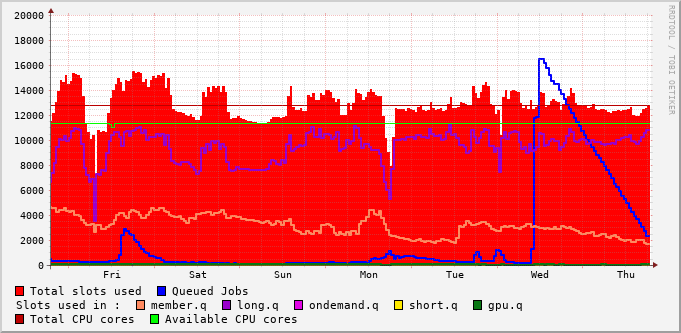 20000
18000
16000
14000
12000
10000
8000
6000
4000
2000
0
Fri Sat Sun Mon Tue Wed Thu
RRDTOOL / TOBI OETIKER
Total slots used Queued Jobs
Slots used in : member.q long.q ondemand.q short.q gpu.q
Total CPU cores Available CPU cores